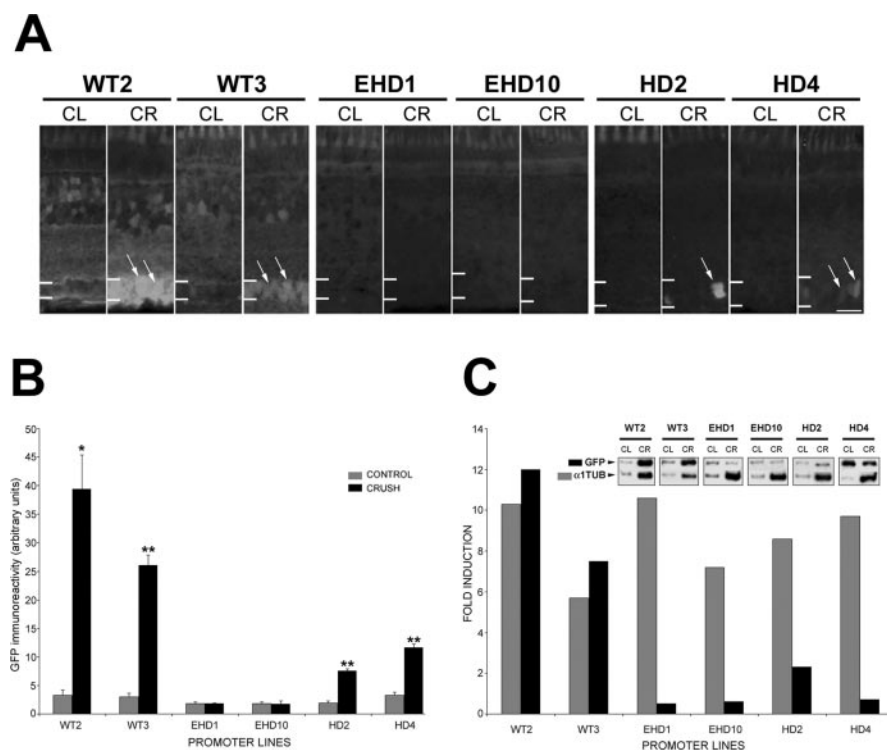 A
WT2 WT3 EHD1 EHD10 HD2 HD4
CL CR CL CR CL CR CL CR CL CR CL CR
B
GFP immunoreactivity (arbitrary units)
50
45
40
35
30
25
20
15
10
5
0
*
**
**
**
CONTROL
CRUSH
WT2 WT3 EHD1 EHD10 HD2 HD4
PROMOTER LINES
C
FOLD INDUCTION
14
12
10
8
6
4
2
0
WT2 WT3 EHD1 EHD10 HD2 HD4
CL CR CL CR CL CR CL CR CL CR CL CR
GFP
α1TUB
WT2 WT3 EHD1 EHD10 HD2 HD4
PROMOTER LINES